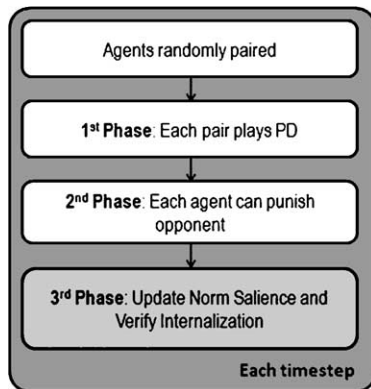 Agents randomly paired
1st Phase: Each pair plays PD
2nd Phase: Each agent can punish
opponent
3rd Phase: Update Norm Salience and
Verify Internalization
Each timestep